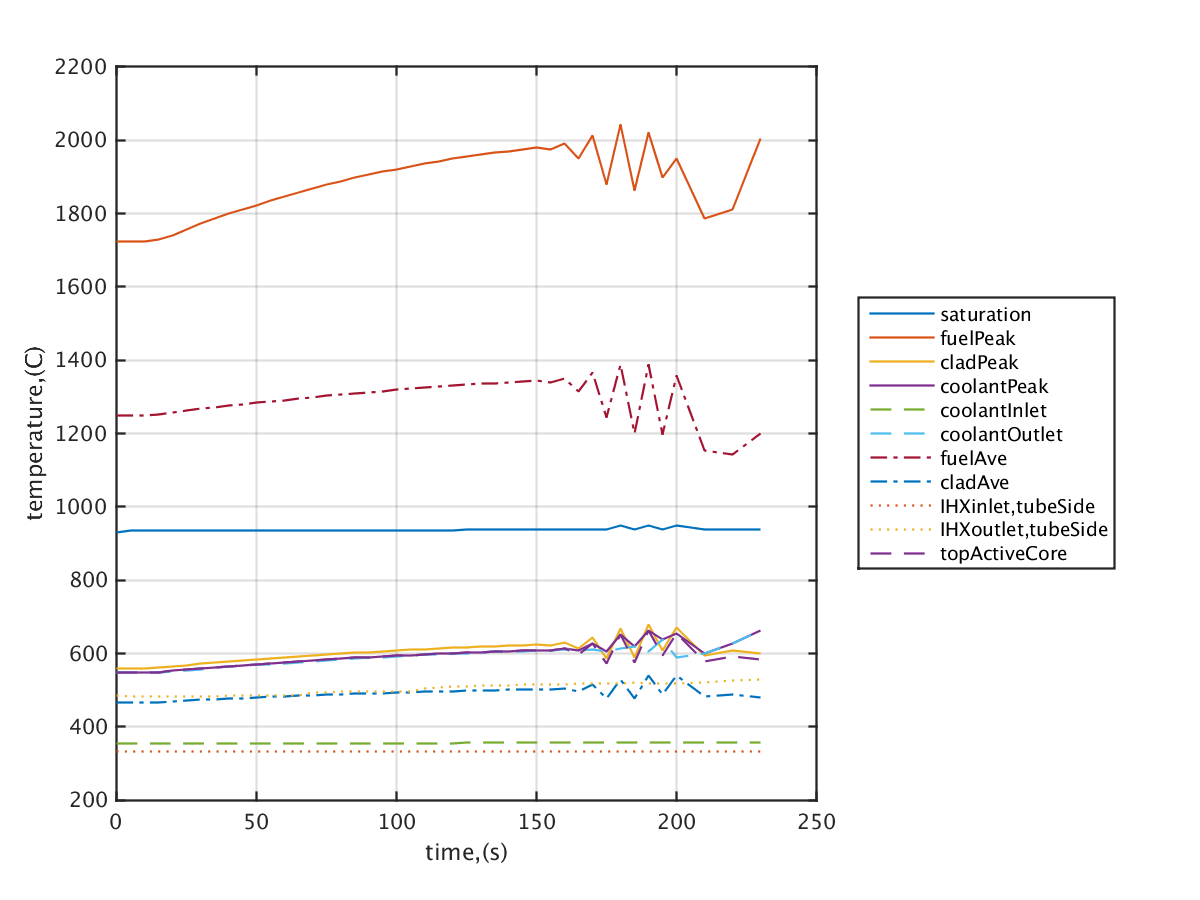 2200
2000
1800
1600
1400
1200
1000
800
600
400
200
temperature,(C)
0 50 100 150 200 250
time,(s)
saturation
fuelPeak
cladPeak
coolantPeak
coolantInlet
coolantOutlet
fuelAve
cladAve
IHXinlet,tubeSide
IHXoutlet,tubeSide
topActiveCore